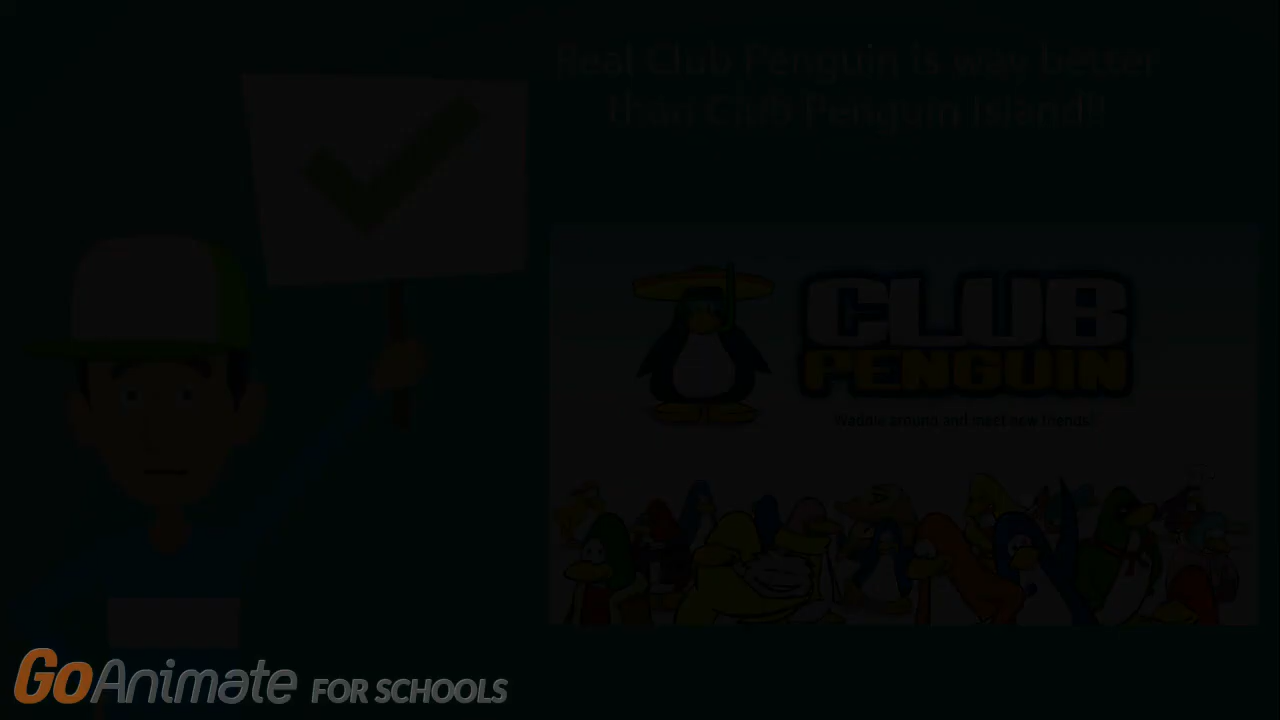 Real Club Penguin is way better
than Club Penguin Island!!
CLUB
PENGUIN
Waddle around and meet new friends!
GoAnimate FOR SCHOOLS